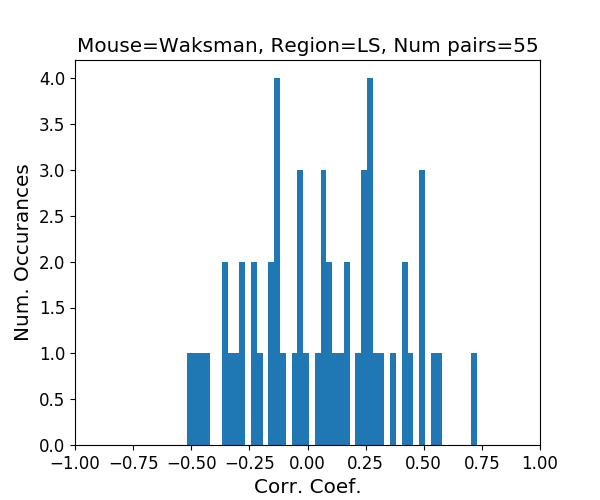 Mouse=Waksman, Region=LS, Num pairs=55
4.0
3.5
3.0
2.5
2.0
1.5
1.0
0.5
0.0
Num. Occurances
−1.00 −0.75 −0.50 −0.25 0.00 0.25 0.50 0.75 1.00
Corr. Coef.